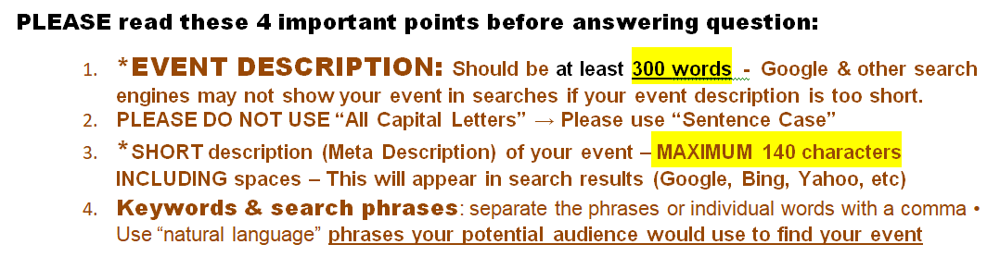 PLEASE read these 4 important points before answering question:
1. *EVENT DESCRIPTION: Should be at least 300 words - Google & other search
engines may not show your event in searches if your event description is too short.
2. PLEASE DO NOT USE “All Capital Letters” → Please use “Sentence Case”
3. *SHORT description (Meta Description) of your event – MAXIMUM 140 characters
INCLUDING spaces – This will appear in search results (Google, Bing, Yahoo, etc)
4. Keywords & search phrases: separate the phrases or individual words with a comma •
Use “natural language” phrases your potential audience would use to find your event